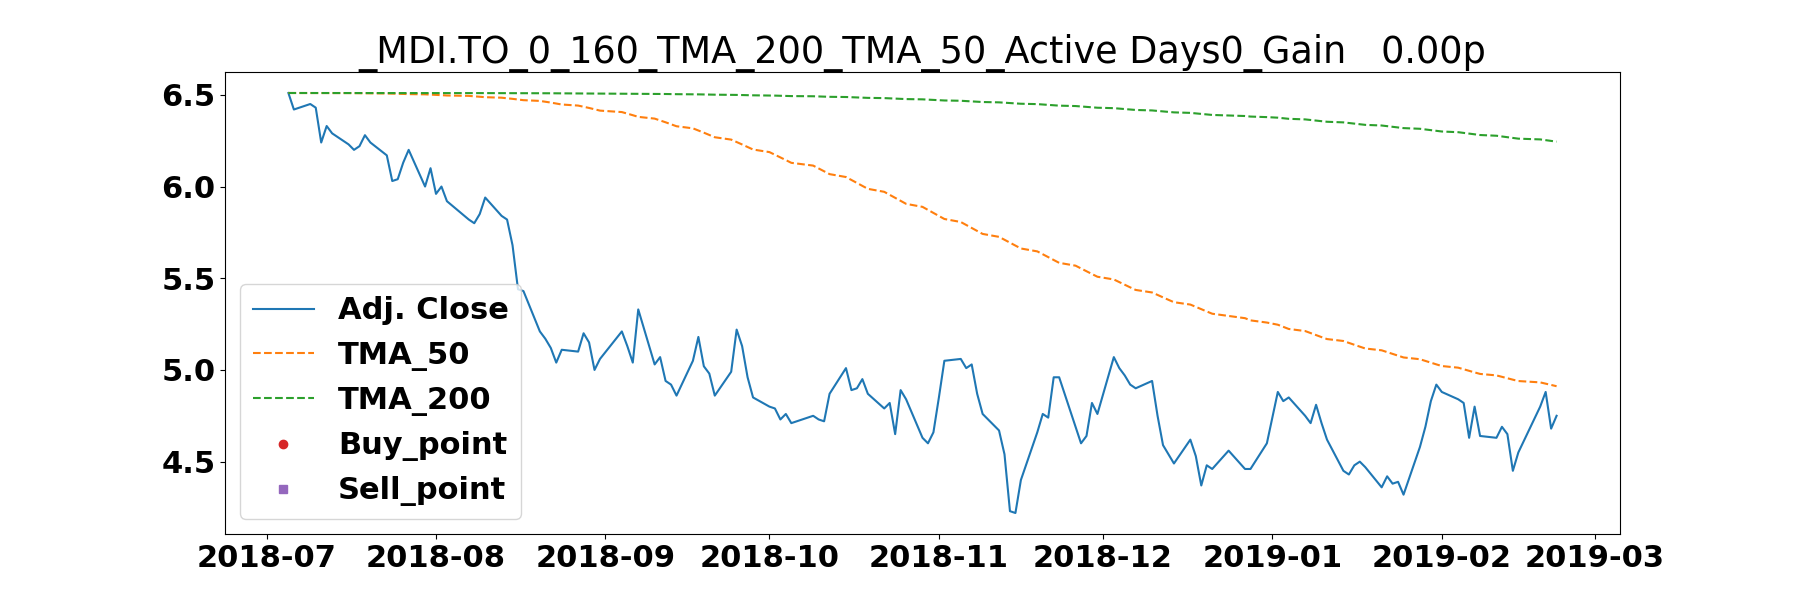 _MDI.TO_0_160_TMA_200_TMA_50_Active Days0_Gain   0.00p
6.5
6.0
5.5
5.0
4.5
Adj. Close
TMA_50
TMA_200
Buy_point
Sell_point
2018-07 2018-08 2018-09 2018-10 2018-11 2018-12 2019-01 2019-02 2019-03